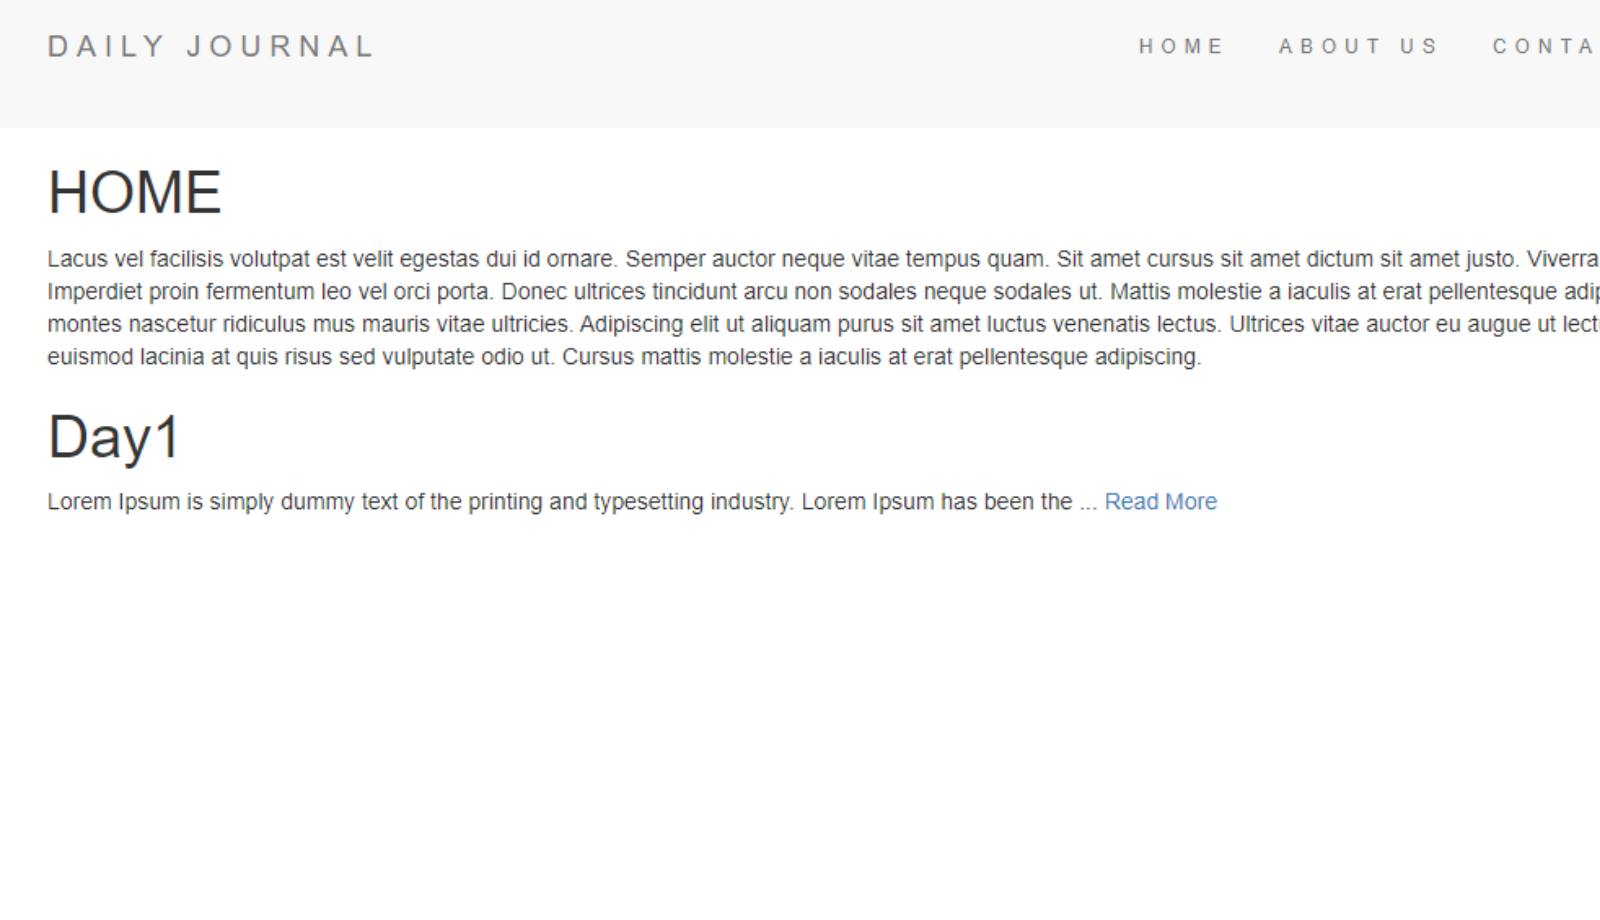 DAILY JOURNAL
HOME ABOUT US
HOME
Lacus vel facilisis volutpat est velit egestas dui id ornare. Semper auctor neque vitae tempus quam. Sit amet cursus sit amet dictum sit amet justo. Viverra
Imperdiet proin fermentum leo vel orci porta. Donec ultrices tincidunt arcu non sodales neque sodales ut. Mattis molestie a iaculis at erat pellentesque
montes nascetur ridiculus mus mauris vitae ultricies. Adipiscing elit ut aliquam purus sit amet luctus venenatis lectus. Ultrices vitae auctor eu augue ut
euismod lacinia at quis risus sed vulputate odio ut. Cursus mattis molestie a iaculis at erat pellentesque adipiscing.
Day1
Lorem Ipsum is simply dummy text of the printing and typesetting industry. Lorem Ipsum has been the ... Read More